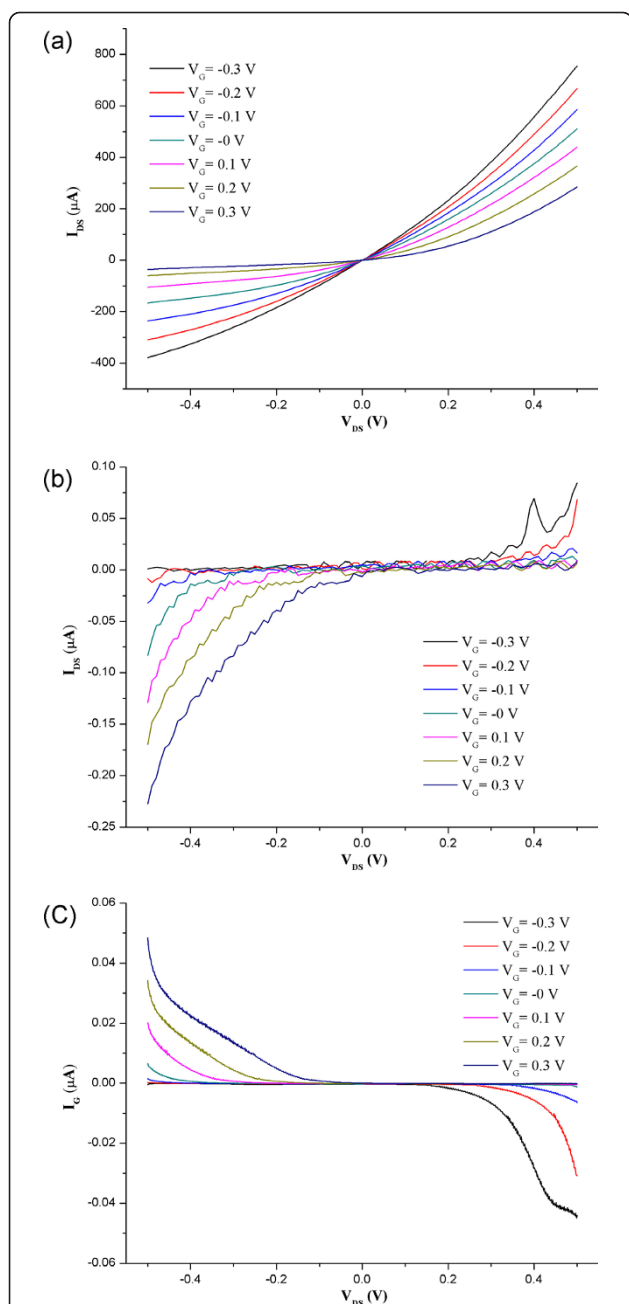 (a)
800
600
400
200
0
-200
-400
I_DS (μA)
V_G= -0.3 V
V_G= -0.2 V
V_G= -0.1 V
V_G= -0 V
V_G= 0.1 V
V_G= 0.2 V
V_G= 0.3 V
-0.4 -0.2 0.0 0.2 0.4
V_DS (V)
(b)
0.10
0.05
0.00
-0.05
-0.10
-0.15
-0.20
-0.25
I_DS (μA)
V_G= -0.3 V
V_G= -0.2 V
V_G= -0.1 V
V_G= -0 V
V_G= 0.1 V
V_G= 0.2 V
V_G= 0.3 V
-0.4 -0.2 0.0 0.2 0.4
V_DS (V)
(C)
0.06
0.04
0.02
0.00
-0.02
-0.04
-0.06
I_G (μA)
V_G= -0.3 V
V_G= -0.2 V
V_G= -0.1 V
V_G= -0 V
V_G= 0.1 V
V_G= 0.2 V
V_G= 0.3 V
-0.4 -0.2 0.0 0.2 0.4
V_DS (V)